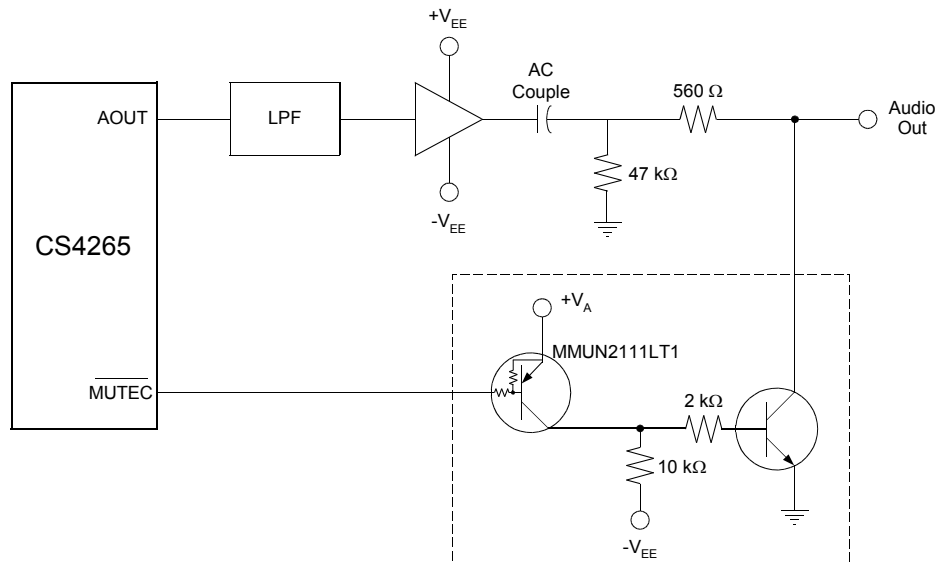 +V_EE
AC
Couple
560 Ω
AOUT
LPF
Audio
Out
47 kΩ
-V_EE
CS4265
+V_A
MMUN2111LT1
MUTEC
2 kΩ
10 kΩ
-V_EE